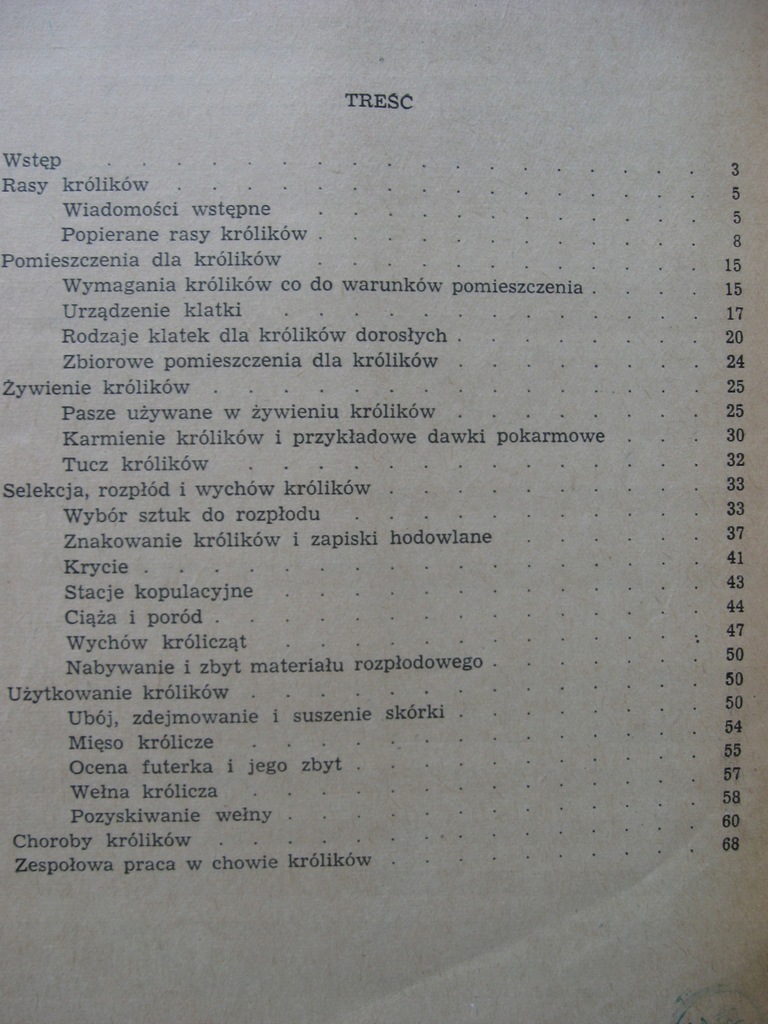 TREŚĆ
Wstęp . . . . . . . . . . . . . . . . . . 3
Rasy królików . . . . . . . . . . . . . . . . 5
Wiadomości wstępne . . . . . . . . . . . . 5
Popierane rasy królików . . . . . . . . . . . . 8
Pomieszczenia dla królików . . . . . . . . . . . . 15
Wymagania królików co do warunków pomieszczenia . . . . 15
Urządzenie klatki . . . . . . . . . . . . . 17
Rodzaje klatek dla królików dorosłych . . . . . . . . 20
Zbiorowe pomieszczenia dla królików . . . . . . . . 24
Żywienie królików . . . . . . . . . . . . . . . 25
Pasze używane w żywieniu królików . . . . . . . . 25
Karmienie królików i przykładowe dawki pokarmowe . . . 30
Tucz królików . . . . . . . . . . . . . . 32
Selekcja, rozpłód i wychów królików . . . . . . . . . . 33
Wybór sztuk do rozpłodu . . . . . . . . . . . 33
Znakowanie królików i zapiski hodowlane . . . . . . 37
Krycie . . . . . . . . . . . . . . . . . 41
Stacje kopulacyjne . . . . . . . . . . . . . 43
Ciąża i poród . . . . . . . . . . . . . . . 44
Wychów królicząt . . . . . . . . . . . . . 47
Nabywanie i zbyt materiału rozpłodowego . . . . . . . 50
Użytkowanie królików . . . . . . . . . . . . . . 50
Ubój, zdejmowanie i suszenie skórki . . . . . . . . 50
Mięso królicze . . . . . . . . . . . . . . 54
Ocena futerka i jego zbyt . . . . . . . . . . . 55
Wełna królicza . . . . . . . . . . . . . . 57
Pozyskiwanie wełny . . . . . . . . . . . . . 58
Choroby królików . . . . . . . . . . . . . . . 60
Zespołowa praca w chowie królików . . . . . . . . . . 68